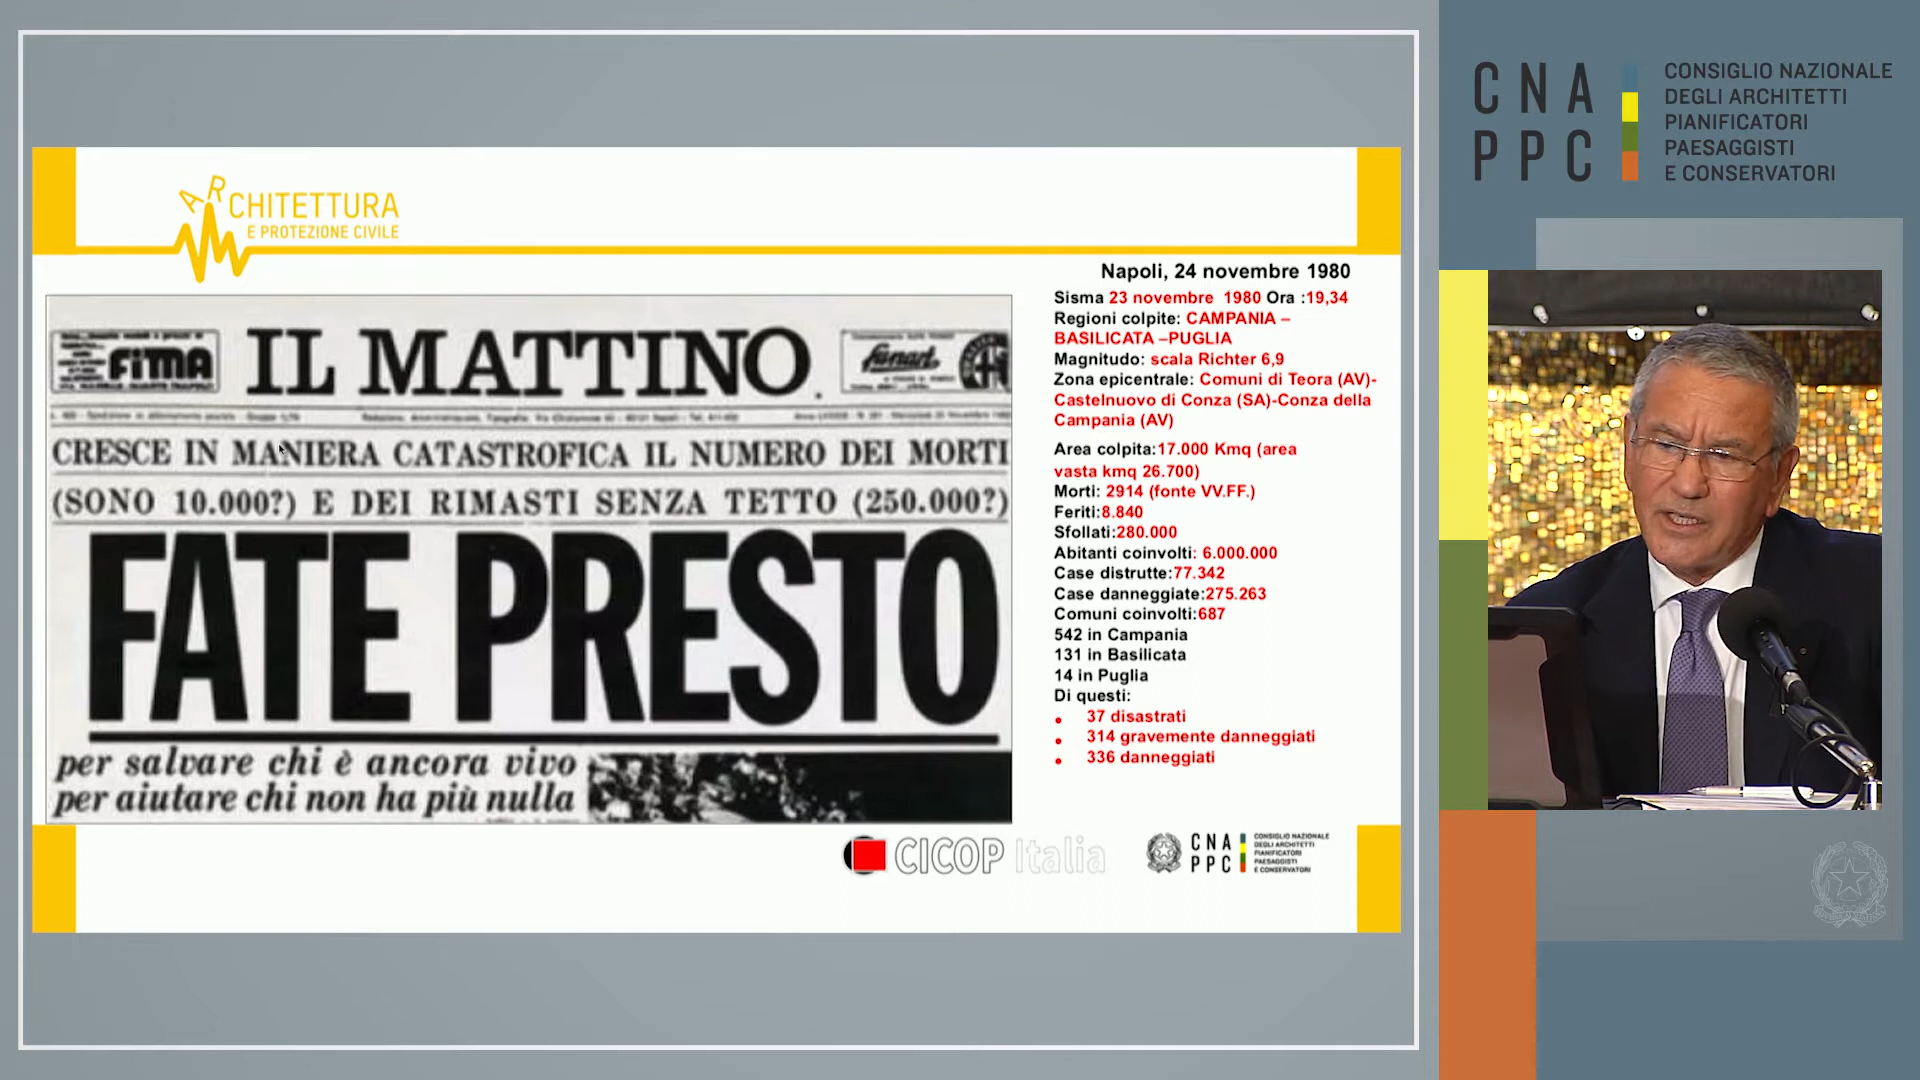 ARCHITETTURA
E PROTEZIONE CIVILE
FIMA
IL MATTINO
CRESCE IN MANIERA CATASTROFICA IL NUMERO DEI MORTI
(SONO 10.000?) E DEI RIMASTI SENZA TETTO (250.000?)
FATE PRESTO
per salvare chi è ancora vivo
per aiutare chi non ha più nulla
Napoli, 24 novembre 1980
Sisma 23 novembre 1980 Ora :19,34
Regioni colpite: CAMPANIA –
BASILICATA –PUGLIA
Magnitudo: scala Richter 6,9
Zona epicentrale: Comuni di Teora (AV)-
Castelnuovo di Conza (SA)-Conza della
Campania (AV)
Area colpita:17.000 Kmq (area
vasta kmq 26.700)
Morti: 2914 (fonte VV.FF.)
Feriti:8.840
Sfollati:280.000
Abitanti coinvolti: 6.000.000
Case distrutte:77.342
Case danneggiate:275.263
Comuni coinvolti:687
542 in Campania
131 in Basilicata
14 in Puglia
Di questi:
• 37 disastrati
• 314 gravemente danneggiati
• 336 danneggiati
CICOP Italia
CNA
PPC
CONSIGLIO NAZIONALE
DEGLI ARCHITETTI
PIANIFICATORI
PAESAGGISTI
E CONSERVATORI
CNA
PPC
CONSIGLIO NAZIONALE
DEGLI ARCHITETTI
PIANIFICATORI
PAESAGGISTI
E CONSERVATORI